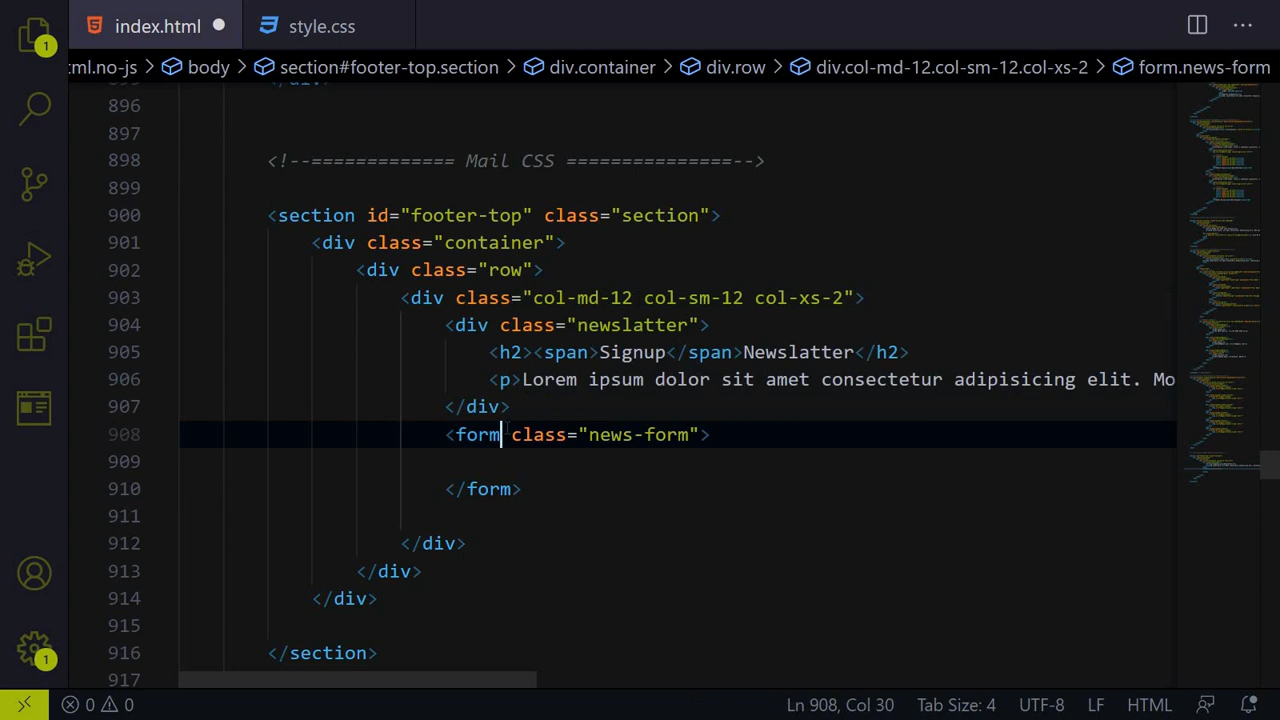 index.html
style.css
ml.no-js > body > section#footer-top.section > div.container > div.row > div.col-md-12.col-sm-12.col-xs-2 > form.news-form
896
897
898 <!--============= Mail CSS ===============-->
899
900 <section id="footer-top" class="section">
901 <div class="container">
902 <div class="row">
903 <div class="col-md-12 col-sm-12 col-xs-2">
904 <div class="newslatter">
905 <h2><span>Signup</span>Newslatter</h2>
906 <p>Lorem ipsum dolor sit amet consectetur adipisicing elit. Mo
907 </div>
908 <form class="news-form">
909
910 </form>
911
912 </div>
913 </div>
914 </div>
915
916 </section>
917
1
1
0 0
Ln 908, Col 30
Tab Size: 4
UTF-8
LF
HTML